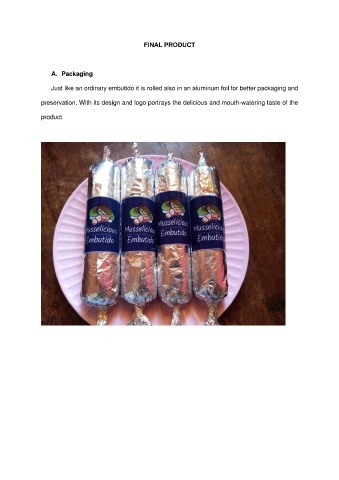 FINAL PRODUCT
A. Packaging
Just like an ordinary embutido it is rolled also in an aluminum foil for better packaging and
preservation. With its design and logo portrays the delicious and mouth-watering taste of the
product.
Musselicious
Embutido
Musselicious
Embutido
Musselicious
Embutido
Musselicious
Embutido